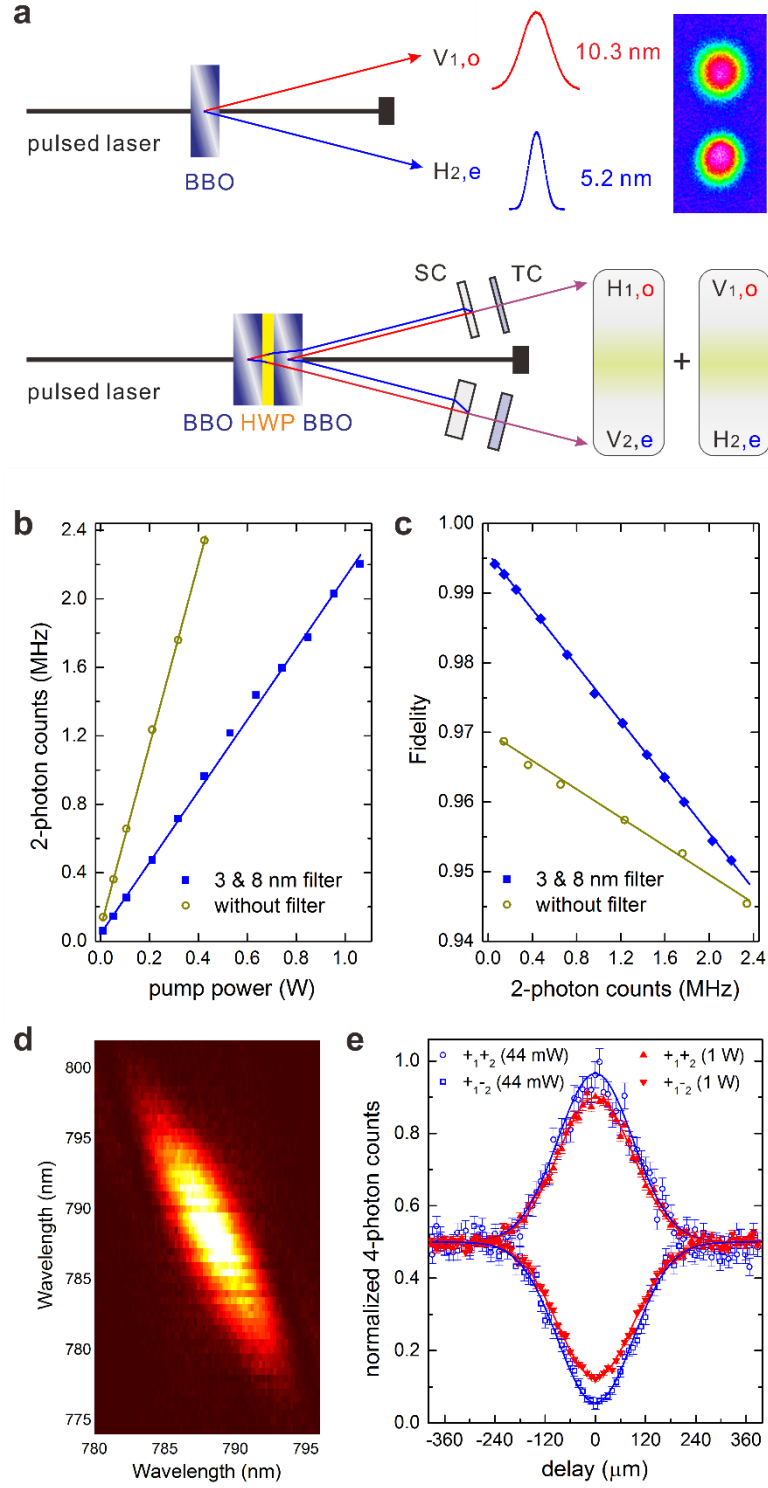 a
V1,o
10.3 nm
pulsed laser
BBO
H2,e
5.2 nm
SC
TC
H1,o
V1,o
pulsed laser
+
BBO HWP BBO
V2,e
H2,e
b
2.4
2.0
1.6
1.2
0.8
0.4
0.0
2-photon counts (MHz)
3 & 8 nm filter
without filter
0.0 0.2 0.4 0.6 0.8 1.0
pump power (W)
c
1.00
0.99
0.98
0.97
0.96
0.95
0.94
Fidelity
3 & 8 nm filter
without filter
0.0 0.4 0.8 1.2 1.6 2.0 2.4
2-photon counts (MHz)
d
800
795
790
785
780
775
Wavelength (nm)
780 785 790 795
Wavelength (nm)
e
+1+2 (44 mW)
+1+2 (1 W)
+1-2 (44 mW)
+1-2 (1 W)
1.0
0.8
0.6
0.4
0.2
0.0
normalized 4-photon counts
-360 -240 -120 0 120 240 360
delay (μm)